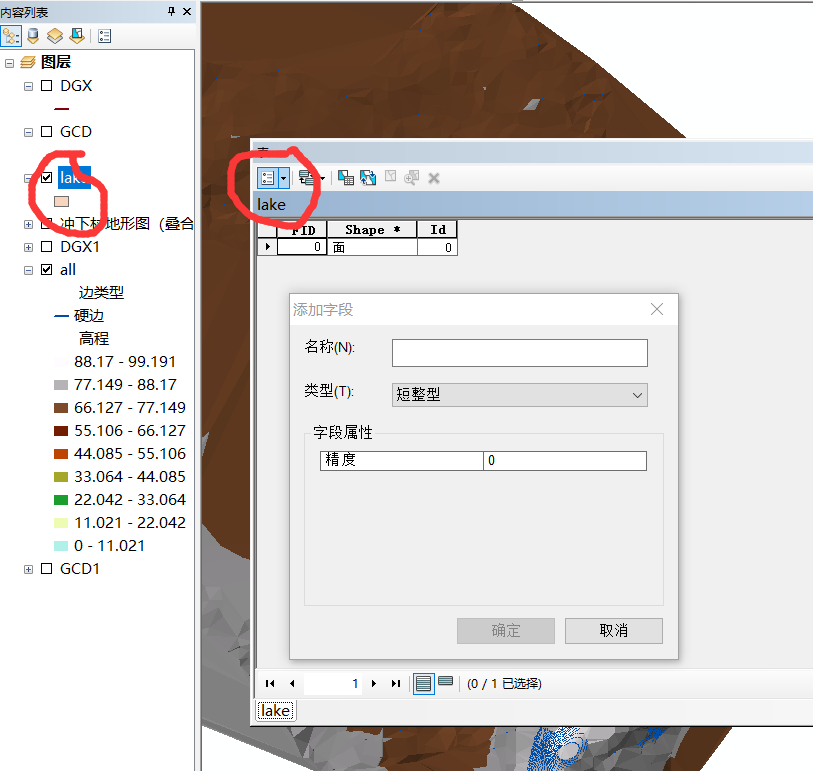 内容列表
图层
DGX
GCD
冲下村地形图（叠合
DGX1
all
边类型
硬边
高程
88.17 - 99.191
77.149 - 88.17
66.127 - 77.149
55.106 - 66.127
44.085 - 55.106
33.064 - 44.085
22.042 - 33.064
11.021 - 22.042
0 - 11.021
GCD1
lake
FID Shape * Id
0 面 0
添加字段
名称(N):
类型(T): 短整型
字段属性
精度 0
确定 取消
1 (0 / 1 已选择)
lake